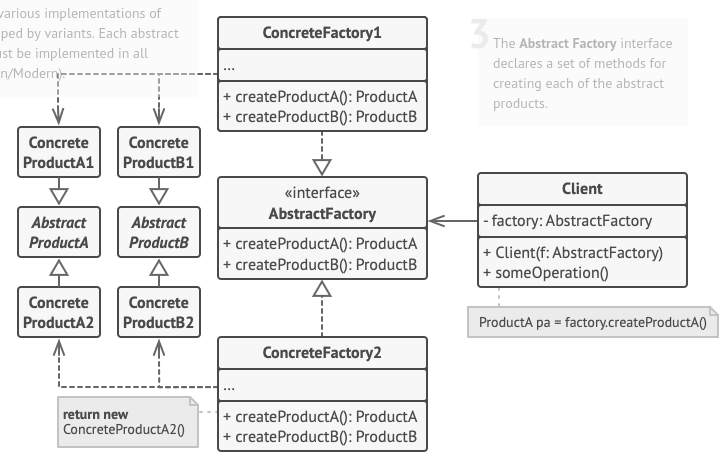 various implementations of
ped by variants. Each abstract
ust be implemented in all
n/Modern).
ConcreteFactory1
...
+ createProductA(): ProductA
+ createProductB(): ProductB
3
The Abstract Factory interface
declares a set of methods for
creating each of the abstract
products.
Concrete
ProductA1
Concrete
ProductB1
Abstract
ProductA
Abstract
ProductB
Concrete
ProductA2
Concrete
ProductB2
«interface»
AbstractFactory
+ createProductA(): ProductA
+ createProductB(): ProductB
Client
- factory: AbstractFactory
+ Client(f: AbstractFactory)
+ someOperation()
ProductA pa = factory.createProductA()
ConcreteFactory2
...
+ createProductA(): ProductA
+ createProductB(): ProductB
return new
ConcreteProductA2()